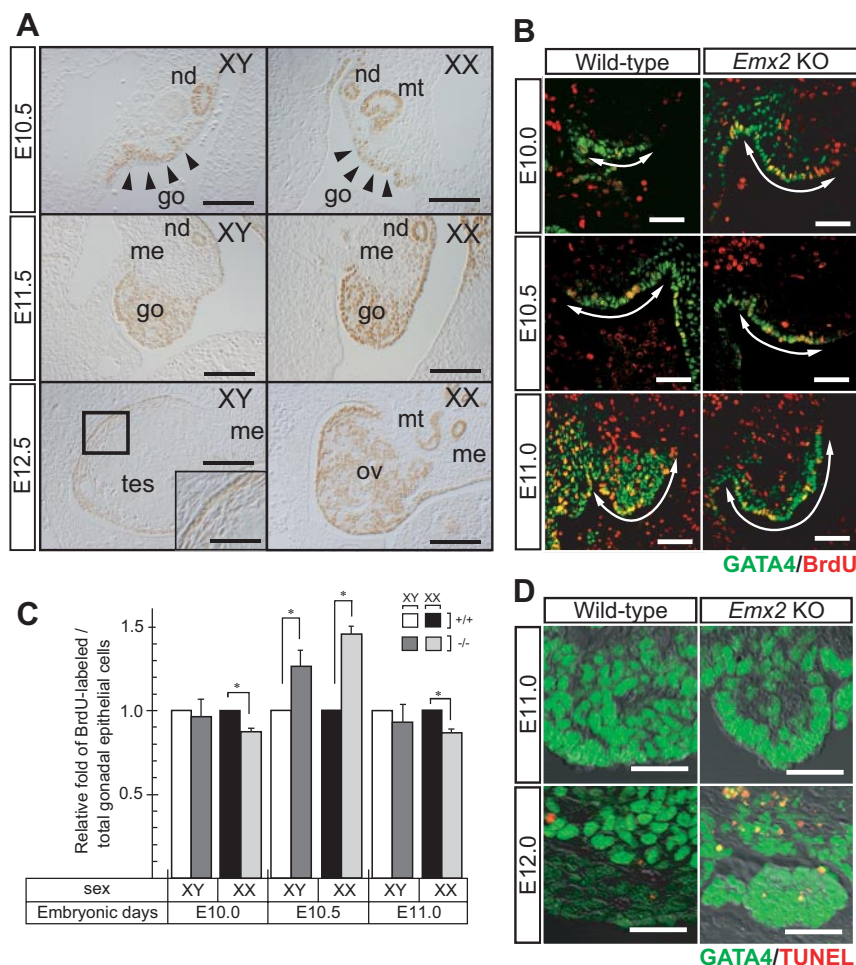 A
E10.5
XY
nd
go
XX
nd
mt
go
E11.5
XY
nd
me
go
XX
nd
me
go
E12.5
XY
me
tes
XX
mt
me
ov
B
Wild-type
Emx2 KO
E10.0
E10.5
E11.0
GATA4/BrdU
C
Relative fold of BrdU-labeled /
total gonadal epithelial cells
1.5
1.0
0.5
* * * *
XY XX
+/+
-/-
sex XY XX XY XX XY XX
Embryonic days E10.0 E10.5 E11.0
D
Wild-type
Emx2 KO
E11.0
E12.0
GATA4/TUNEL